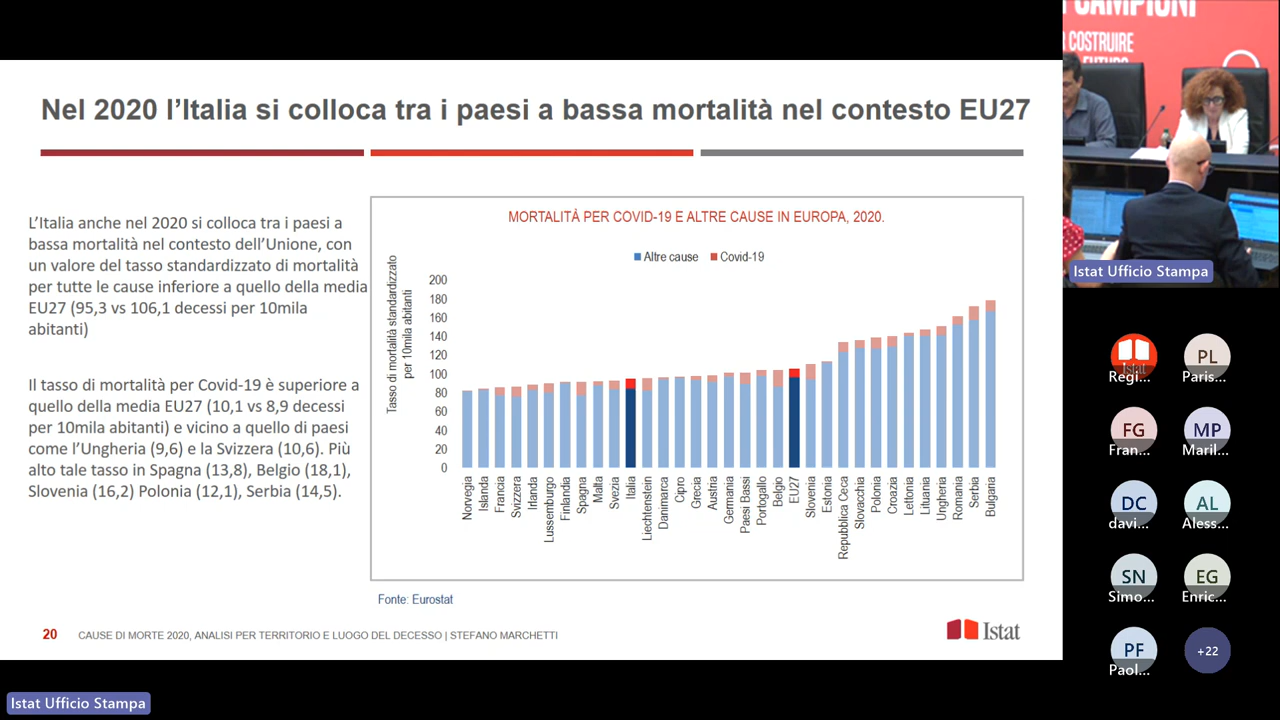 Nel 2020 l’Italia si colloca tra i paesi a bassa mortalità nel contesto EU27
L’Italia anche nel 2020 si colloca tra i paesi a
bassa mortalità nel contesto dell’Unione, con
un valore del tasso standardizzato di mortalità
per tutte le cause inferiore a quello della media
EU27 (95,3 vs 106,1 decessi per 10mila
abitanti)
Il tasso di mortalità per Covid-19 è superiore a
quello della media EU27 (10,1 vs 8,9 decessi
per 10mila abitanti) e vicino a quello di paesi
come l’Ungheria (9,6) e la Svizzera (10,6). Più
alto tale tasso in Spagna (13,8), Belgio (18,1),
Slovenia (16,2) Polonia (12,1), Serbia (14,5).
MORTALITÀ PER COVID-19 E ALTRE CAUSE IN EUROPA, 2020.
Altre cause
Covid-19
Tasso di mortalità standardizzato
per 10mila abitanti
200
180
160
140
120
100
80
60
40
20
0
Norvegia
Islanda
Francia
Svizzera
Irlanda
Lussemburgo
Finlandia
Spagna
Malta
Svezia
Italia
Liechtenstein
Danimarca
Cipro
Grecia
Austria
Germania
Paesi Bassi
Portogallo
Belgio
EU27
Slovenia
Estonia
Repubblica Ceca
Slovacchia
Polonia
Croazia
Lettonia
Lituania
Ungheria
Romania
Serbia
Bulgaria
Fonte: Eurostat
20
CAUSE DI MORTE 2020, ANALISI PER TERRITORIO E LUOGO DEL DECESSO | STEFANO MARCHETTI
Istat
Istat Ufficio Stampa
CAMPIONI
COSTRUIRE
Istat Ufficio Stampa
Istat
Regi...
PL
Paris...
FG
Fran...
MP
Maril...
DC
davi...
AL
Aless...
SN
Simo...
EG
Enric...
PF
Paol...
+22